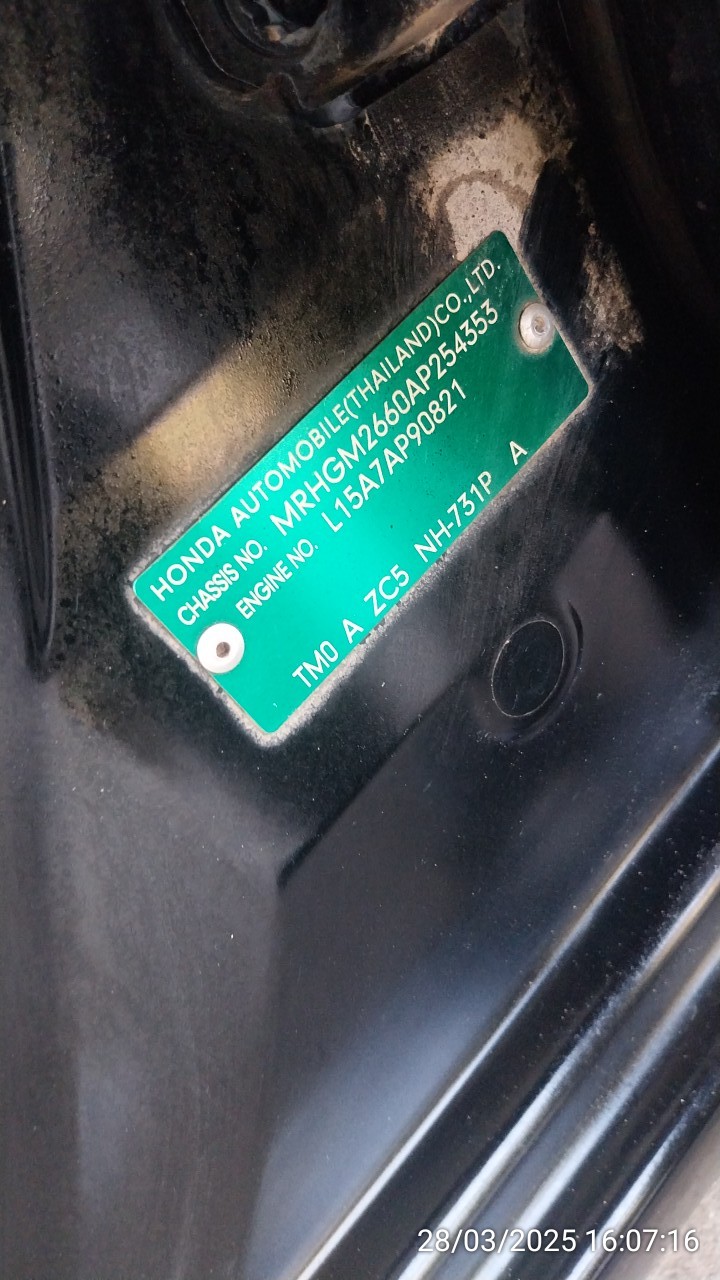 HONDA AUTOMOBILE(THAILAND)CO.,LTD.
CHASSIS NO. MRHGM2660AP254353
ENGINE NO. L15A7AP90821
TM0 A ZC5 NH-731P A
28/03/2025 16:07:16